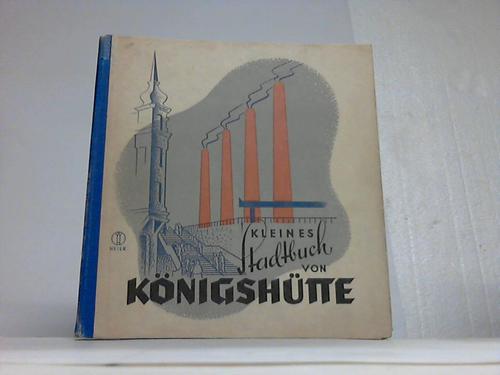 KLEINES
Stadtbuch
VON
KÖNIGSHÜTTE